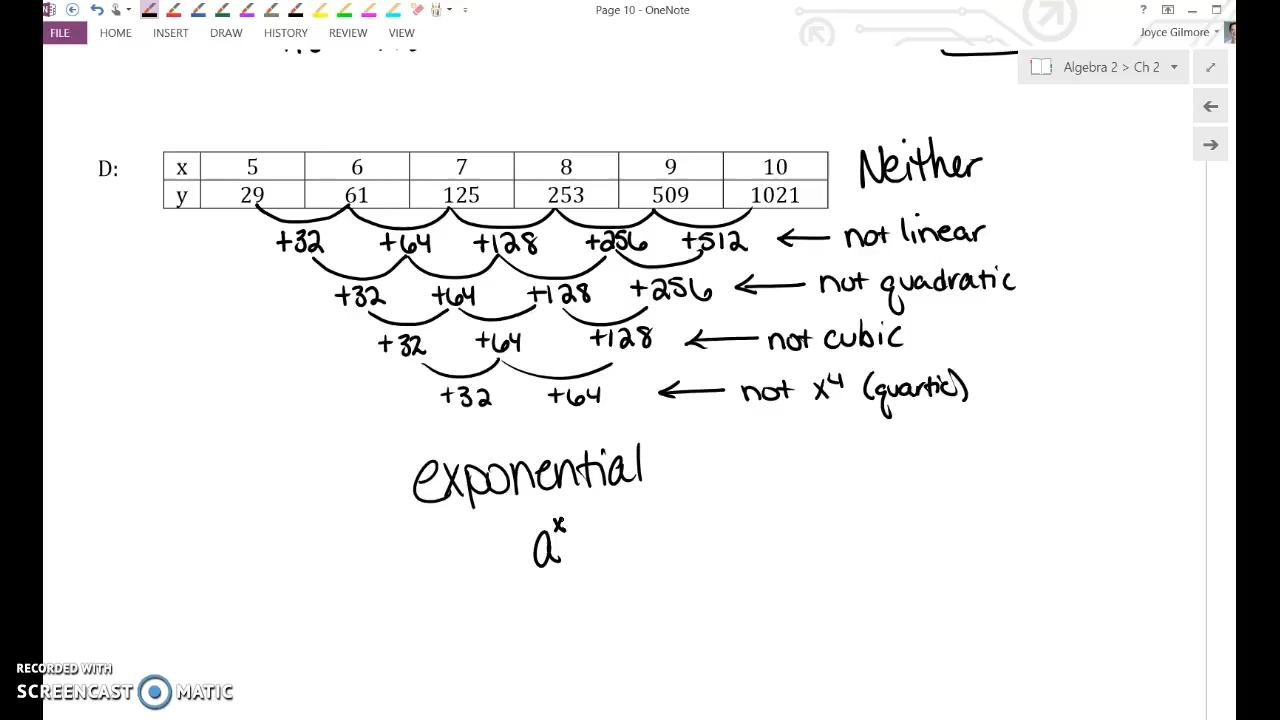 Page 10 - OneNote
?
FILE HOME INSERT DRAW HISTORY REVIEW VIEW
Joyce Gilmore
Algebra 2 > Ch 2
D:
x 5 6 7 8 9 10
y 29 61 125 253 509 1021
Neither
+32 +64 +128 +256 +512 ← not linear
+32 +64 +128 +256 ← not quadratic
+32 +64 +128 ← not cubic
+32 +64 ← not x⁴ (quartic)
exponential
aˣ
RECORDED WITH
SCREENCAST MATIC